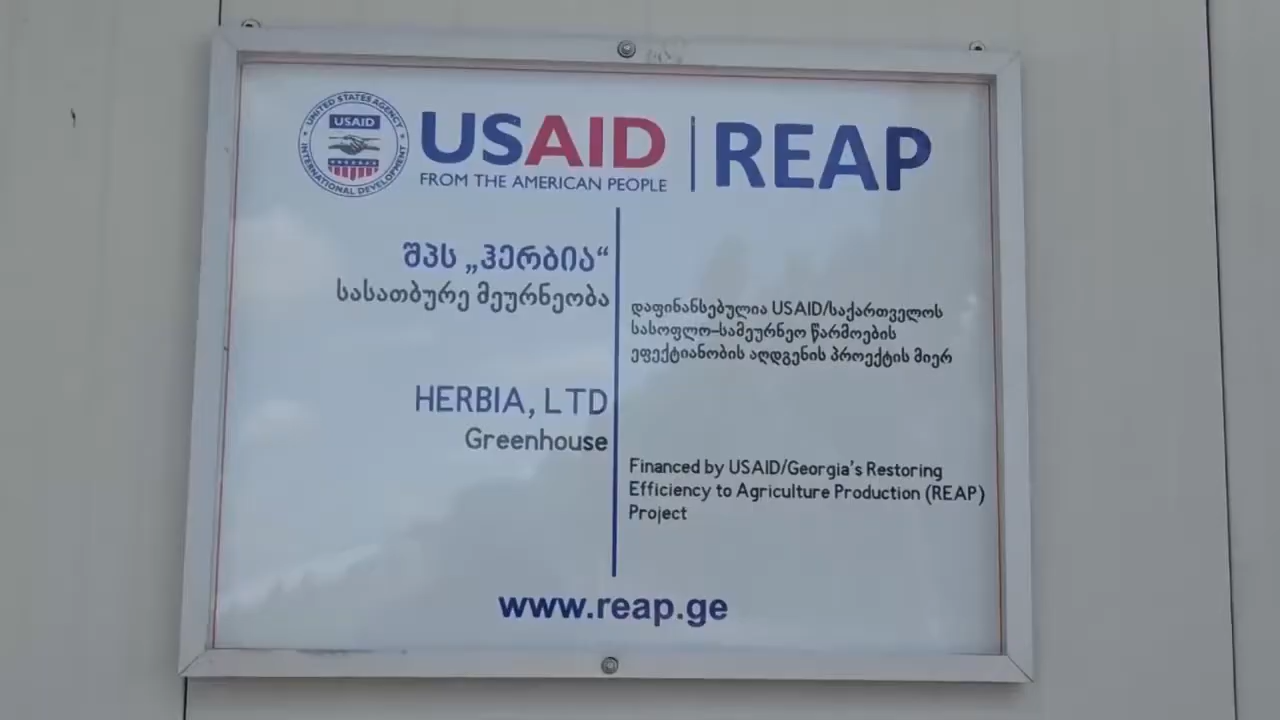 UNITED STATES AGENCY
USAID
INTERNATIONAL DEVELOPMENT
USAID | REAP
FROM THE AMERICAN PEOPLE
შპს „ჰერბია“
სასათბურე მეურნეობა
HERBIA, LTD
Greenhouse
დაფინანსებულია USAID/საქართველოს
სასოფლო-სამეურნეო წარმოების
ეფექტიანობის აღდგენის პროექტის მიერ
Financed by USAID/Georgia's Restoring
Efficiency to Agriculture Production (REAP)
Project
www.reap.ge